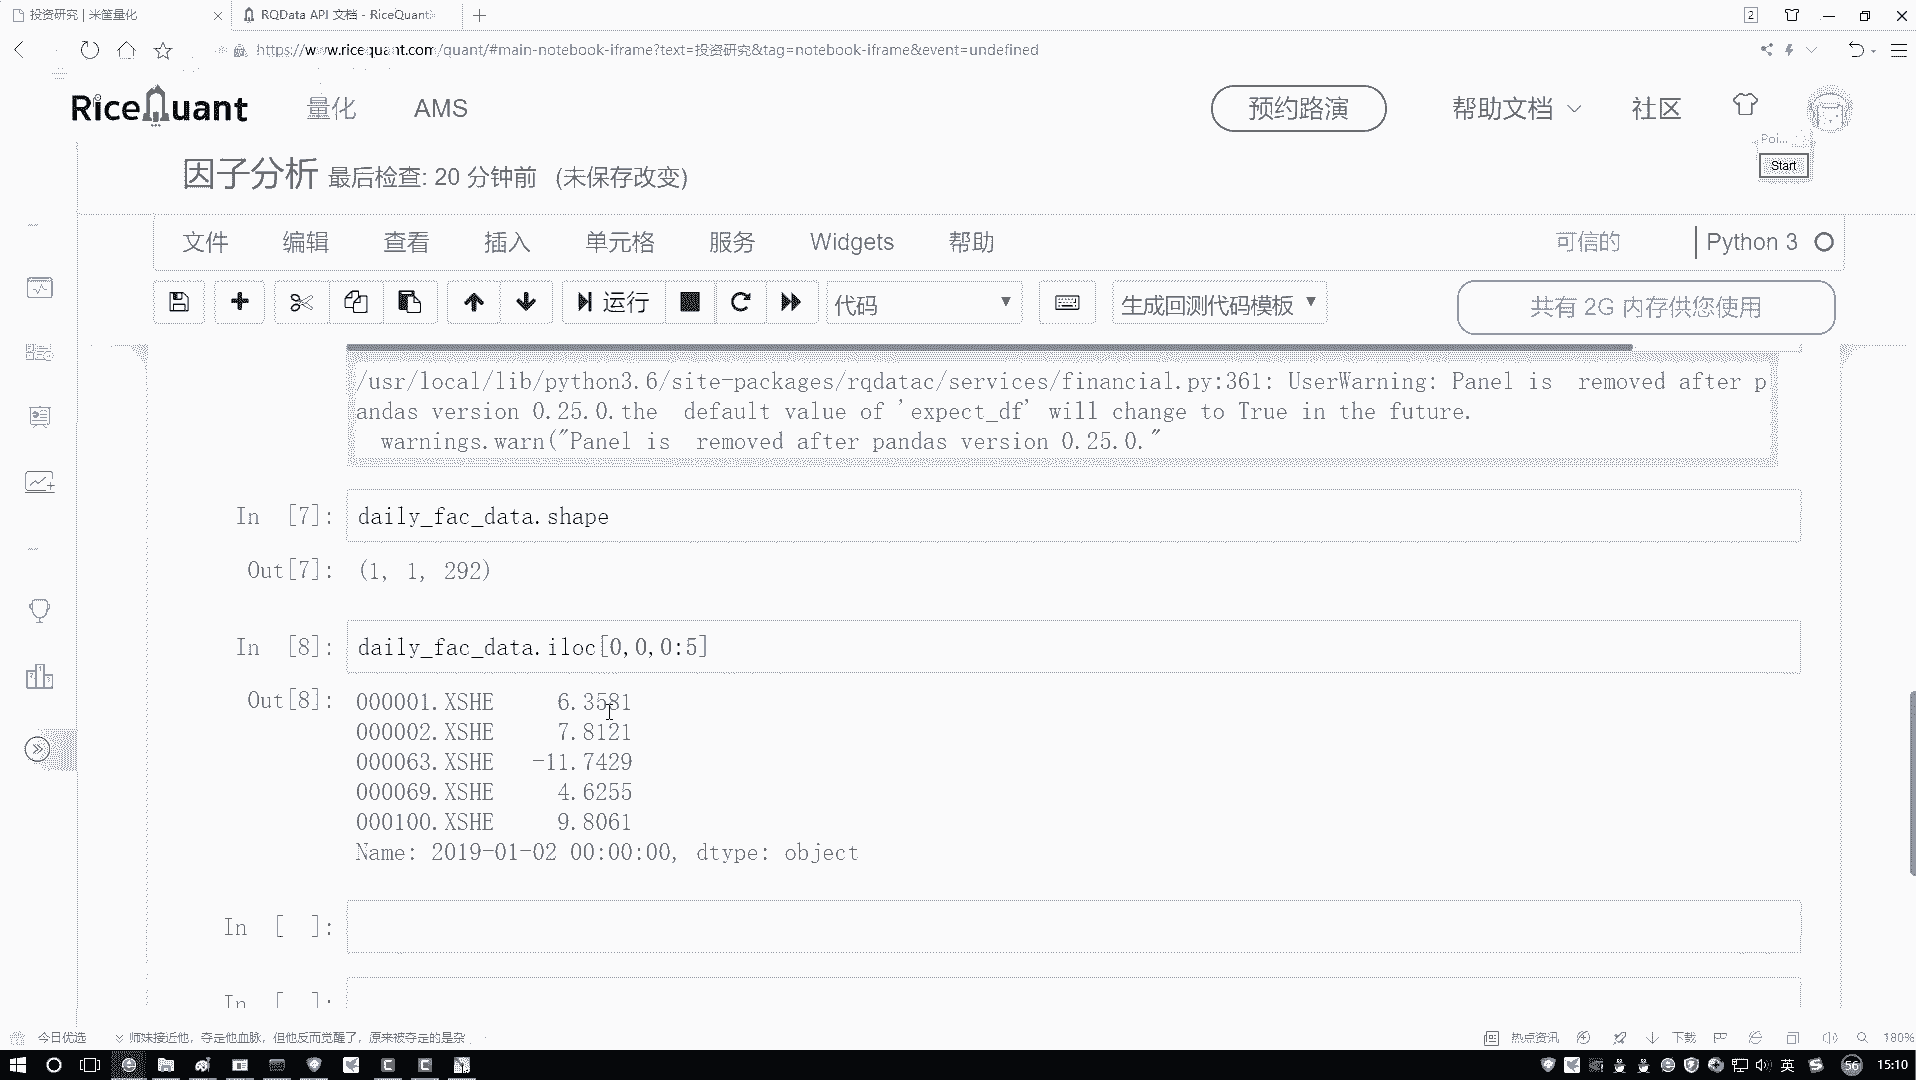 投资研究 | 米筐量化
RQData API 文档 - RiceQuant
2
https://www.ricequant.com/quant/#main-notebook-iframe?text=投资研究&tag=notebook-iframe&event=undefined
RiceQuant
量化
AMS
预约路演
帮助文档
社区
Poi...
Start
因子分析 最后检查: 20 分钟前 (未保存改变)
文件 编辑 查看 插入 单元格 服务 Widgets 帮助
可信的
Python 3
运行
代码
生成回测代码模板
共有 2G 内存供您使用
/usr/local/lib/python3.6/site-packages/rqdatac/services/financial.py:361: UserWarning: Panel is  removed after p
andas version 0.25.0.the  default value of 'expect_df' will change to True in the future.
warnings.warn("Panel is  removed after pandas version 0.25.0."
In [7]: daily_fac_data.shape
Out[7]: (1, 1, 292)
In [8]: daily_fac_data.iloc[0,0,0:5]
Out[8]: 000001.XSHE 6.3581
000002.XSHE 7.8121
000063.XSHE -11.7429
000069.XSHE 4.6255
000100.XSHE 9.8061
Name: 2019-01-02 00:00:00, dtype: object
In [ ]:
In [ ]:
今日优选
师妹接近他，夺走他血脉，但他反而觉醒了，原来被夺走的是杂
热点资讯
下载
180%
英
56
15:10